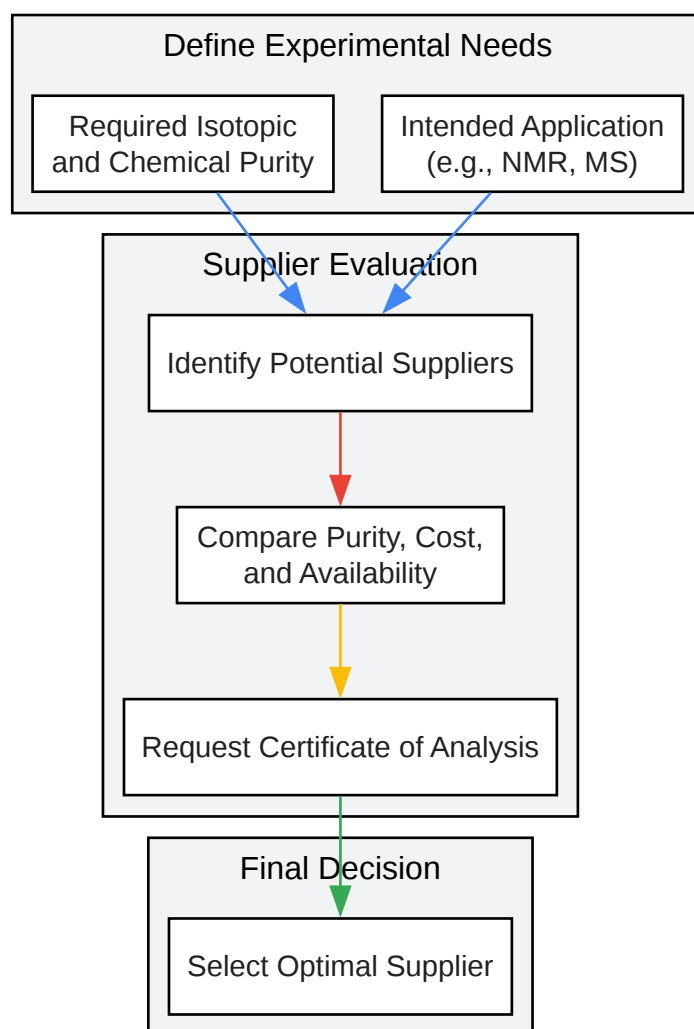 Define Experimental Needs
Required Isotopic
and Chemical Purity
Intended Application
(e.g., NMR, MS)
Supplier Evaluation
Identify Potential Suppliers
Compare Purity, Cost,
and Availability
Request Certificate of Analysis
Final Decision
Select Optimal Supplier